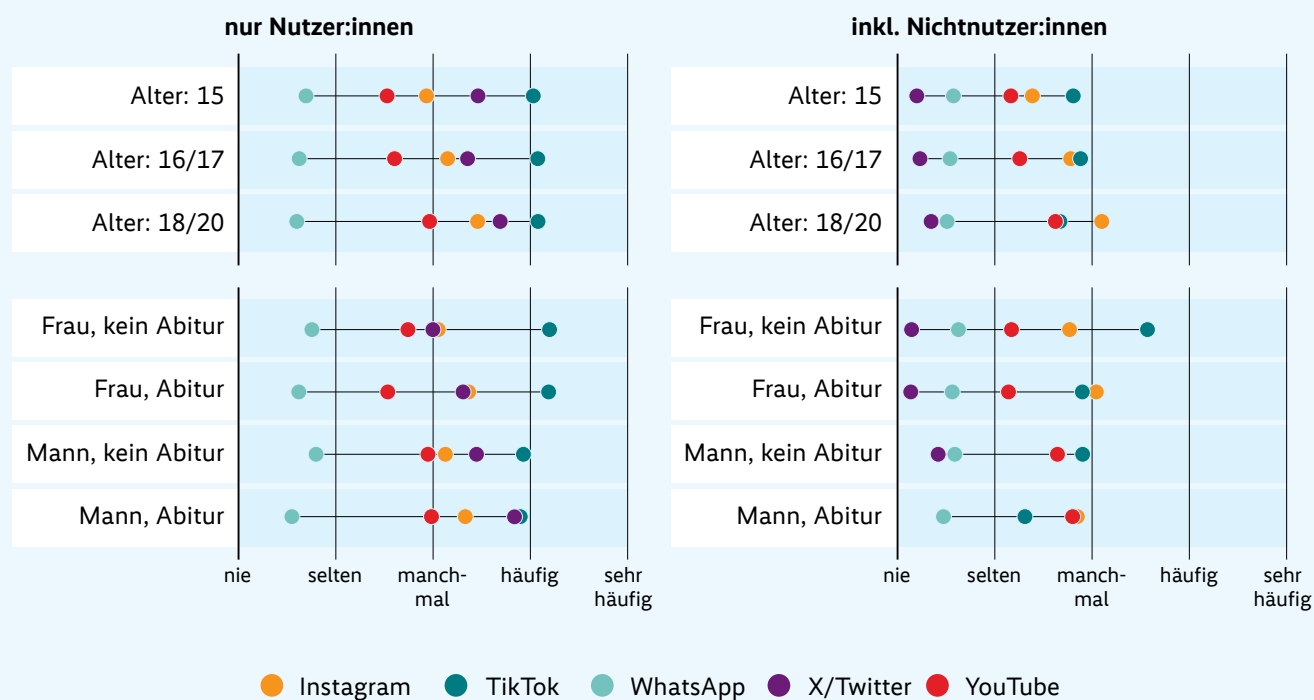 nur Nutzer:innen
Alter: 15
Alter: 16/17
Alter: 18/20
Frau, kein Abitur
Frau, Abitur
Mann, kein Abitur
Mann, Abitur
nie
selten
manch-
mal
häufig
sehr
häufig
inkl. Nichtnutzer:innen
Alter: 15
Alter: 16/17
Alter: 18/20
Frau, kein Abitur
Frau, Abitur
Mann, kein Abitur
Mann, Abitur
nie
selten
manch-
mal
häufig
sehr
häufig
Instagram TikTok WhatsApp X/Twitter YouTube